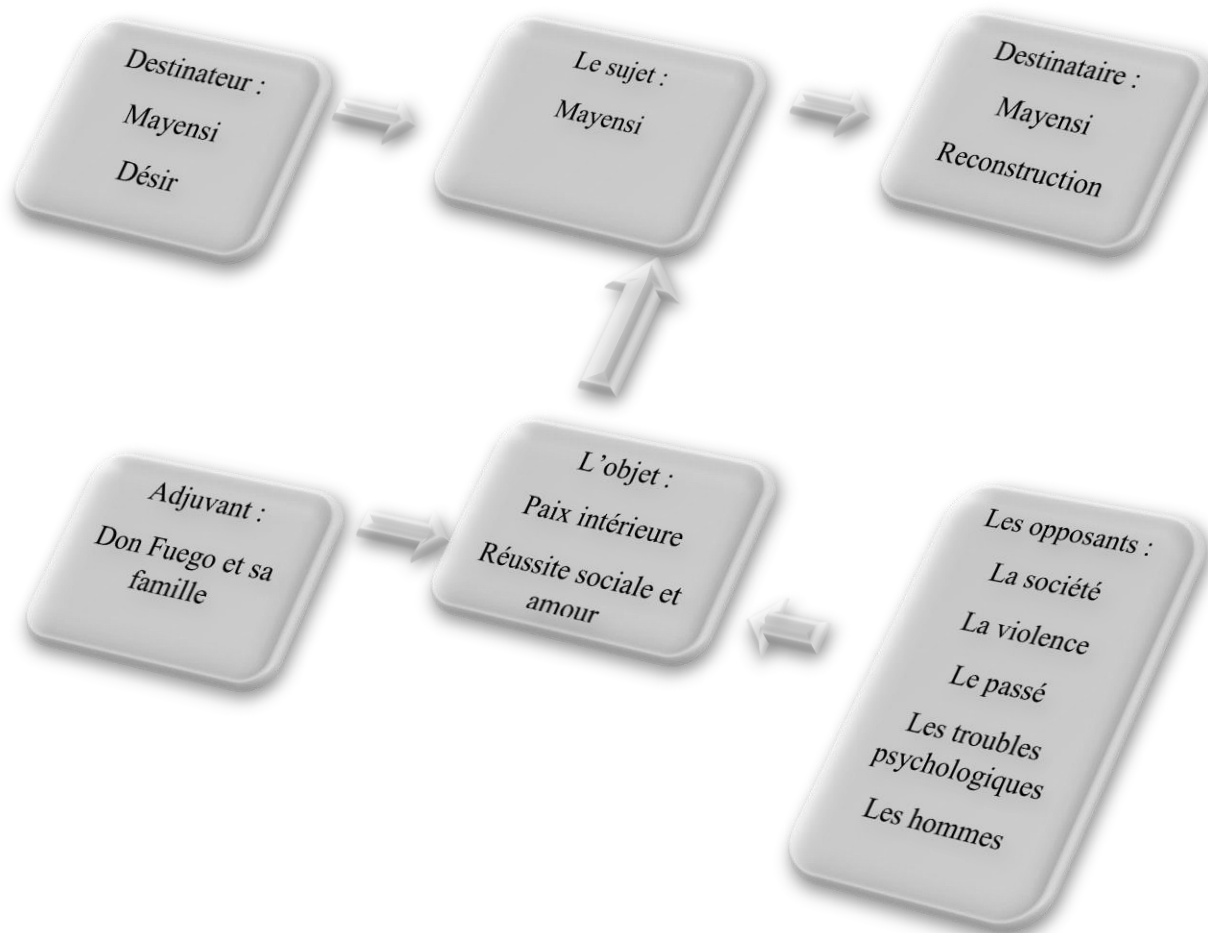 Destinateur :
Mayensi
Désir
Le sujet :
Mayensi
Destinataire :
Mayensi
Reconstruction
Adjuvant :
Don Fuego et sa
famille
L’objet :
Paix intérieure
Réussite sociale et
amour
Les opposants :
La société
La violence
Le passé
Les troubles
psychologiques
Les hommes